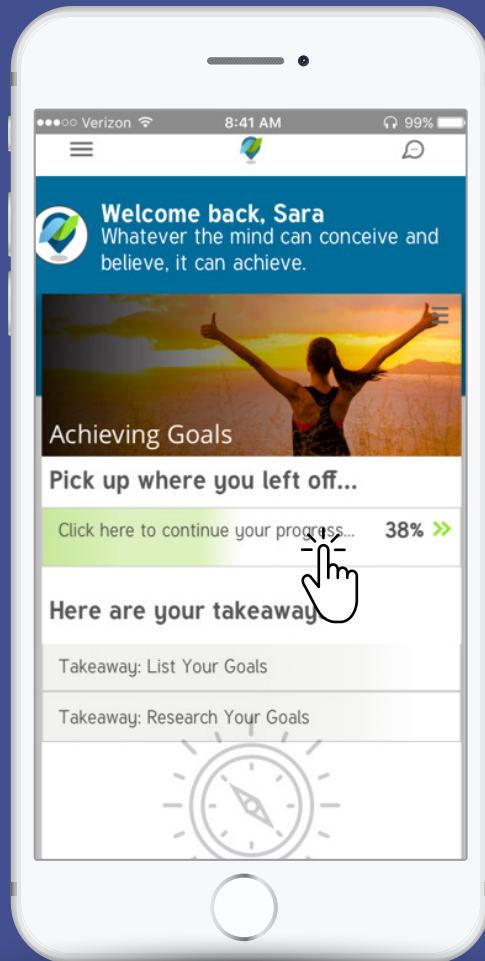 Verizon 8:41 AM 99%
Welcome back, Sara
Whatever the mind can conceive and
believe, it can achieve.
Achieving Goals
Pick up where you left off...
Click here to continue your progress... 38% »
Here are your takeaway
Takeaway: List Your Goals
Takeaway: Research Your Goals